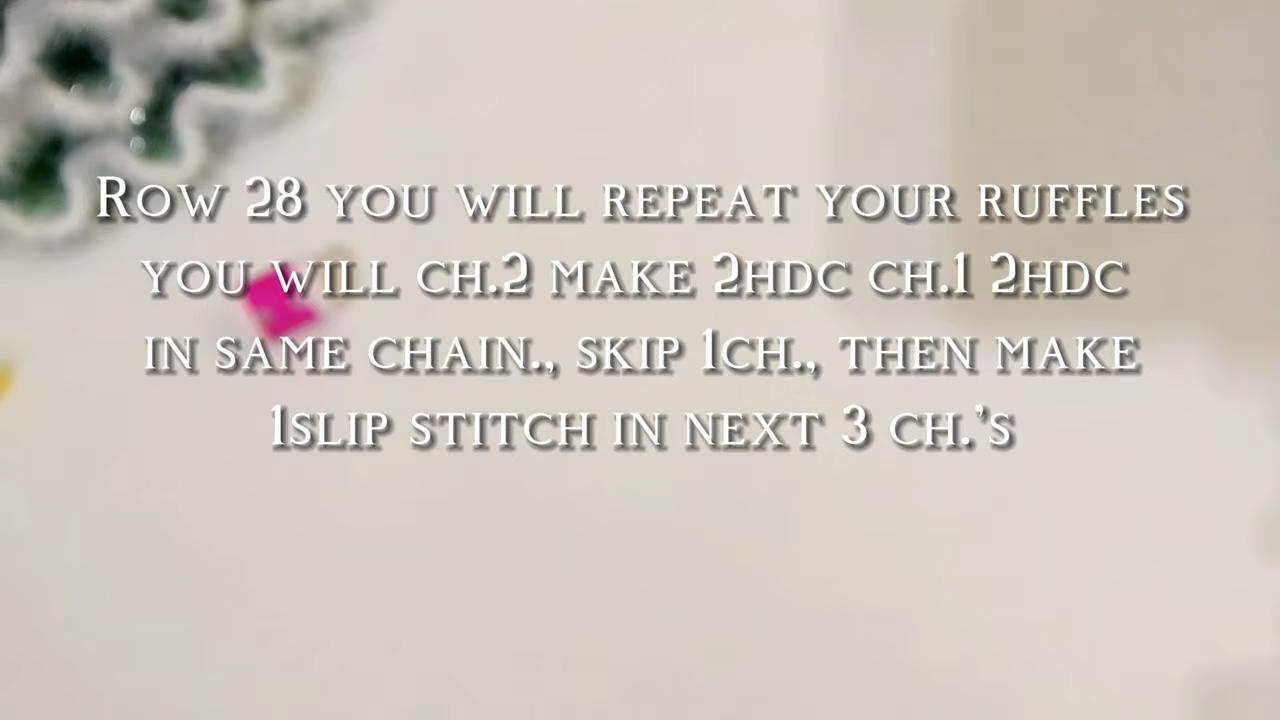 Row 28 you will repeat your ruffles
you will ch.2 make 2hdc ch.1 2hdc
in same chain., skip 1ch., then make
1slip stitch in next 3 ch.'s